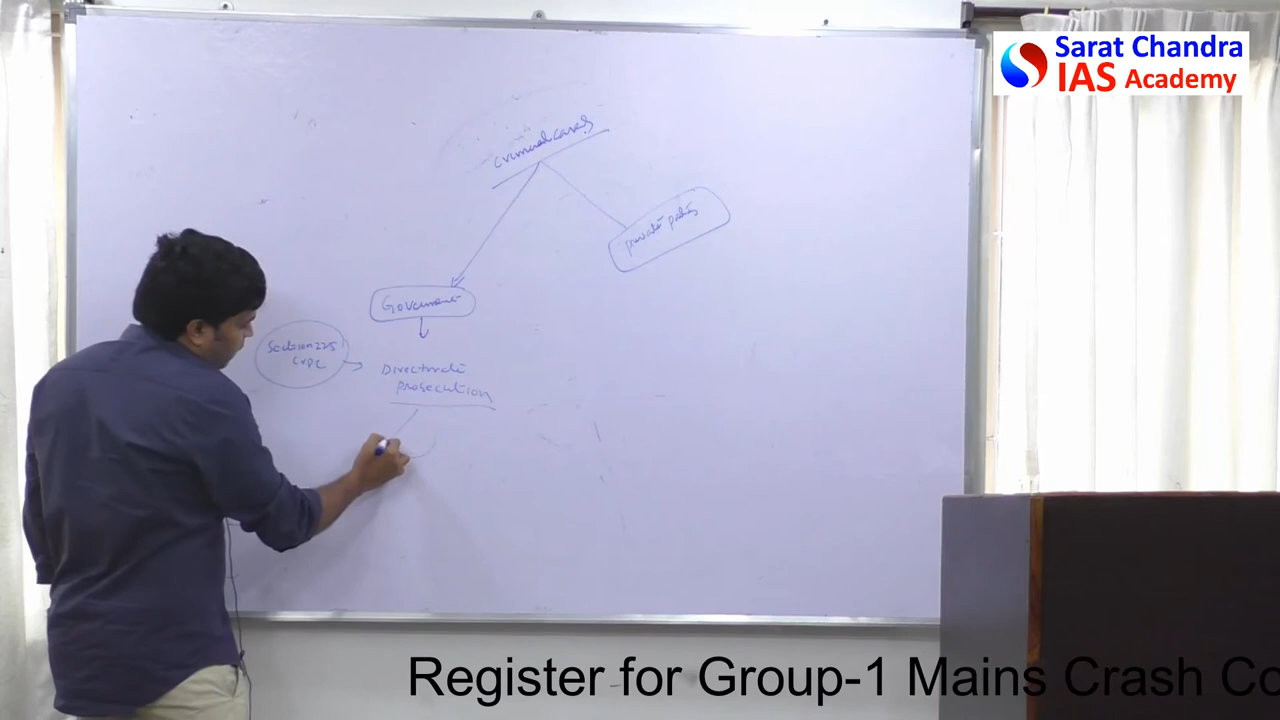 Sarat Chandra
IAS Academy
criminal cases
private parties
Government
Section 225
CrPC
Directorate
prosecution
Register for Group-1 Mains Crash Co